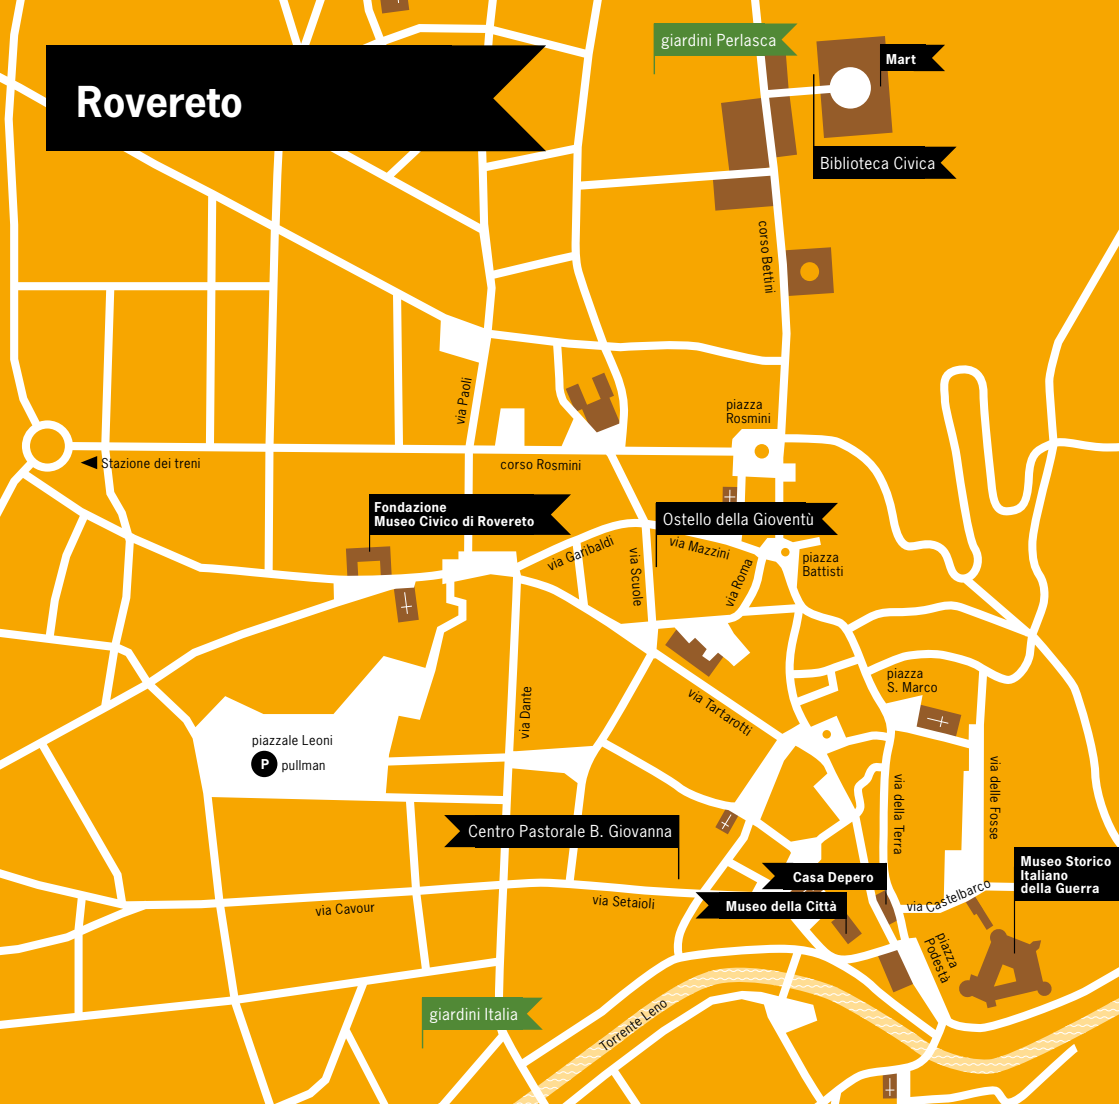 Rovereto
giardini Perlasca
Mart
Biblioteca Civica
corso Bettini
via Paoli
piazza
Rosmini
Stazione dei treni
corso Rosmini
Fondazione
Museo Civico di Rovereto
Ostello della Gioventù
via Garibaldi
via Scuole
via Mazzini
via Roma
piazza
Battisti
piazza
S. Marco
via Dante
via Tartarotti
piazzale Leoni
P pullman
via della Terra
via delle Fosse
Centro Pastorale B. Giovanna
Casa Depero
Museo Storico
Italiano
della Guerra
via Cavour
via Setaioli
Museo della Città
via Castelbarco
piazza
Podestà
giardini Italia
Torrente Leno